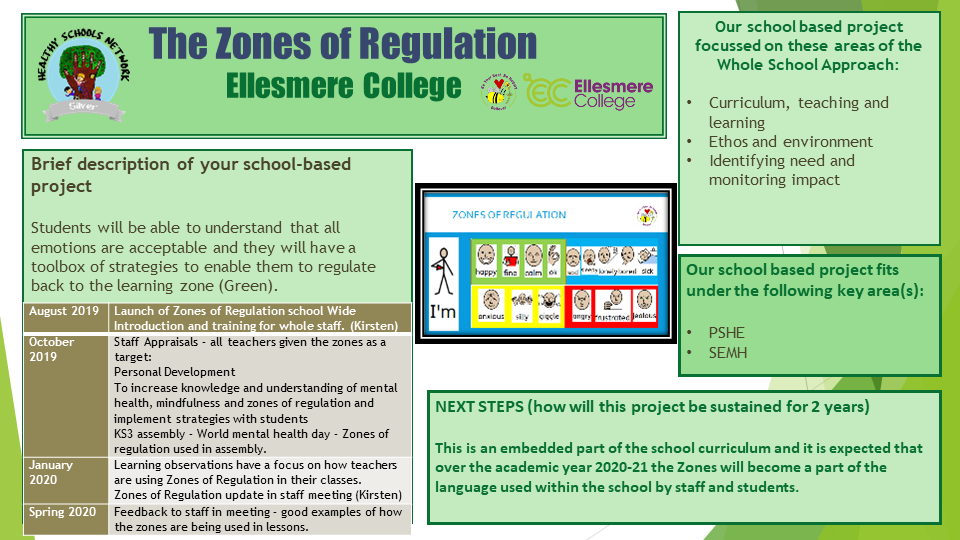 HEALTHY SCHOOLS NETWORK
Silver
The Zones of Regulation
Ellesmere College
Ellesmere
College
Our school based project
focussed on these areas of the
Whole School Approach:
• Curriculum, teaching and
learning
• Ethos and environment
• Identifying need and
monitoring impact
Brief description of your school-based
project
Students will be able to understand that all
emotions are acceptable and they will have a
toolbox of strategies to enable them to regulate
back to the learning zone (Green).
August 2019
Launch of Zones of Regulation school Wide
Introduction and training for whole staff. (Kirsten)
October
2019
Staff Appraisals - all teachers given the zones as a
target:
Personal Development
To increase knowledge and understanding of mental
health, mindfulness and zones of regulation and
implement strategies with students
KS3 assembly - World mental health day - Zones of
regulation used in assembly.
January
2020
Learning observations have a focus on how teachers
are using Zones of Regulation in their classes.
Zones of Regulation update in staff meeting (Kirsten)
Spring 2020
Feedback to staff in meeting - good examples of how
the zones are being used in lessons.
ZONES OF REGULATION
I'm
happy fine calm ok sad lonely bored sick
anxious silly giggle angry frustrated jealous
Our school based project fits
under the following key area(s):
• PSHE
• SEMH
NEXT STEPS (how will this project be sustained for 2 years)
This is an embedded part of the school curriculum and it is expected that
over the academic year 2020-21 the Zones will become a part of the
language used within the school by staff and students.